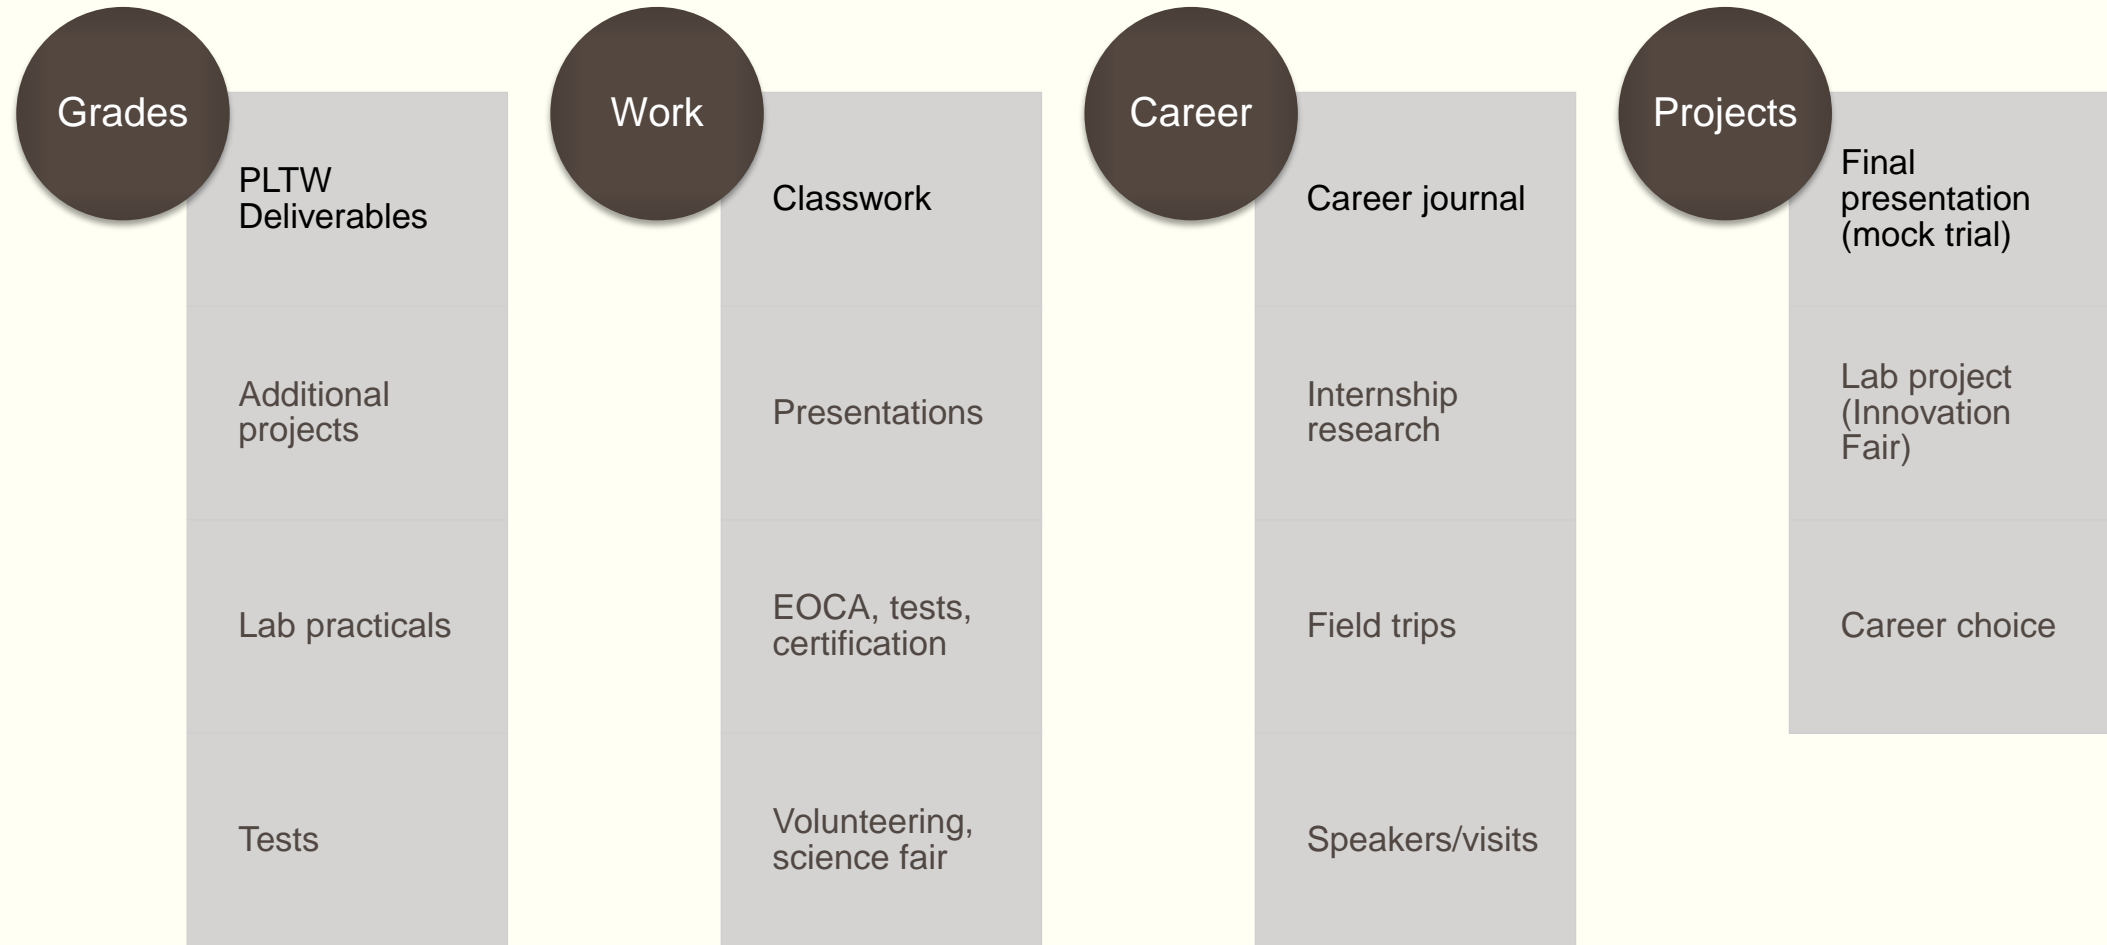 Grades
PLTW
Deliverables
Additional
projects
Lab practicals
Tests
Work
Classwork
Presentations
EOCA, tests,
certification
Volunteering,
science fair
Career
Career journal
Internship
research
Field trips
Speakers/visits
Projects
Final
presentation
(mock trial)
Lab project
(Innovation
Fair)
Career choice